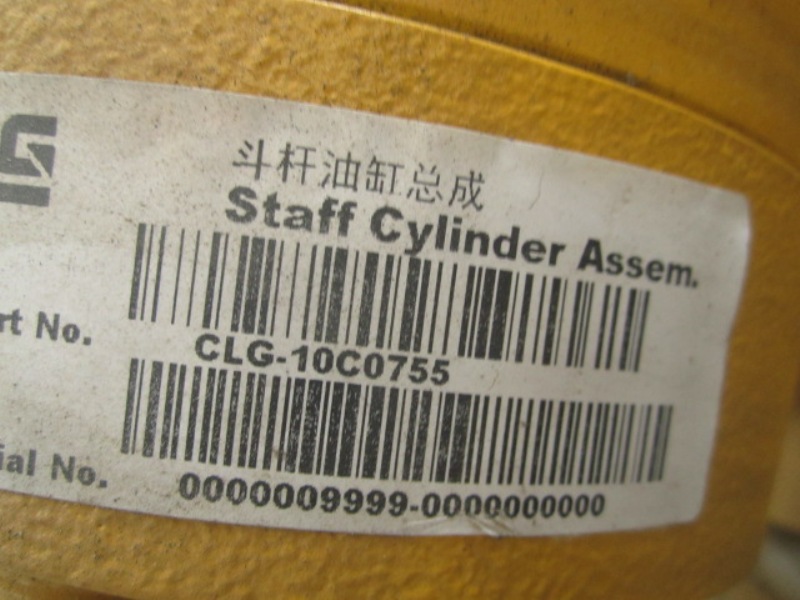 G
斗杆油缸总成
Staff Cylinder Assem.
rt No.
CLG-10C0755
ial No.
0000009999-0000000000